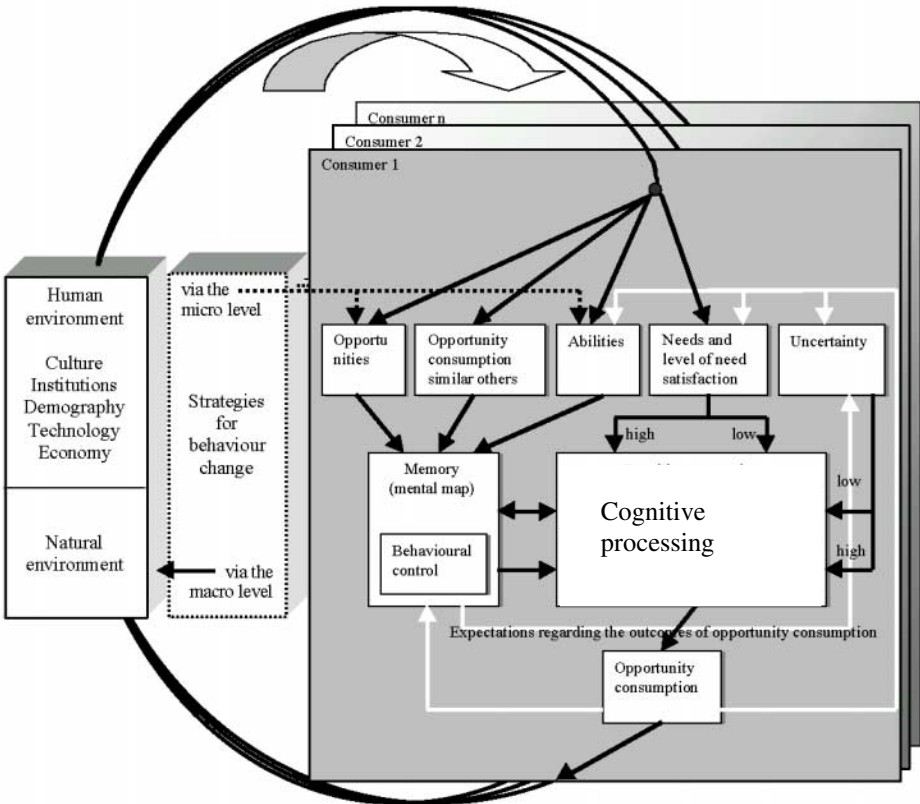 Consumer n
Consumer 2
Consumer 1
Human
environment
Culture
Institutions
Demography
Technology
Economy
Natural
environment
via the
micro level
Strategies
for
behaviour
change
via the
macro level
Opportu
nities
Opportunity
consumption
similar others
Abilities
Needs and
level of need
satisfaction
Uncertainty
high
low
Memory
(mental map)
Behavioural
control
Cognitive
processing
low
high
Expectations regarding the outcomes of opportunity consumption
Opportunity
consumption